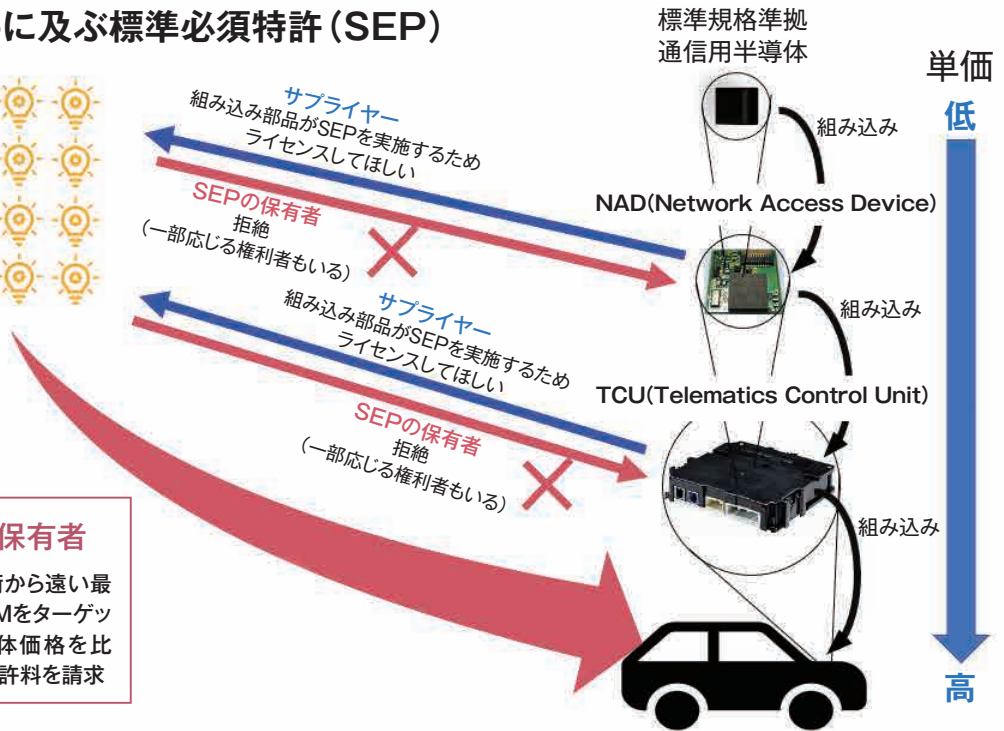 に及ぶ標準必須特許(SEP)
標準規格準拠
通信用半導体
単価
低
サプライヤー
組み込み部品がSEPを実施するため
ライセンスしてほしい
組み込み
SEPの保有者
拒絶
(一部応じる権利者もいる)
NAD(Network Access Device)
サプライヤー
組み込み部品がSEPを実施するため
ライセンスしてほしい
組み込み
SEPの保有者
拒絶
(一部応じる権利者もいる)
TCU(Telematics Control Unit)
組み込み
保有者
から遠い最
Mをターゲッ
体価格を比
許料を請求
高